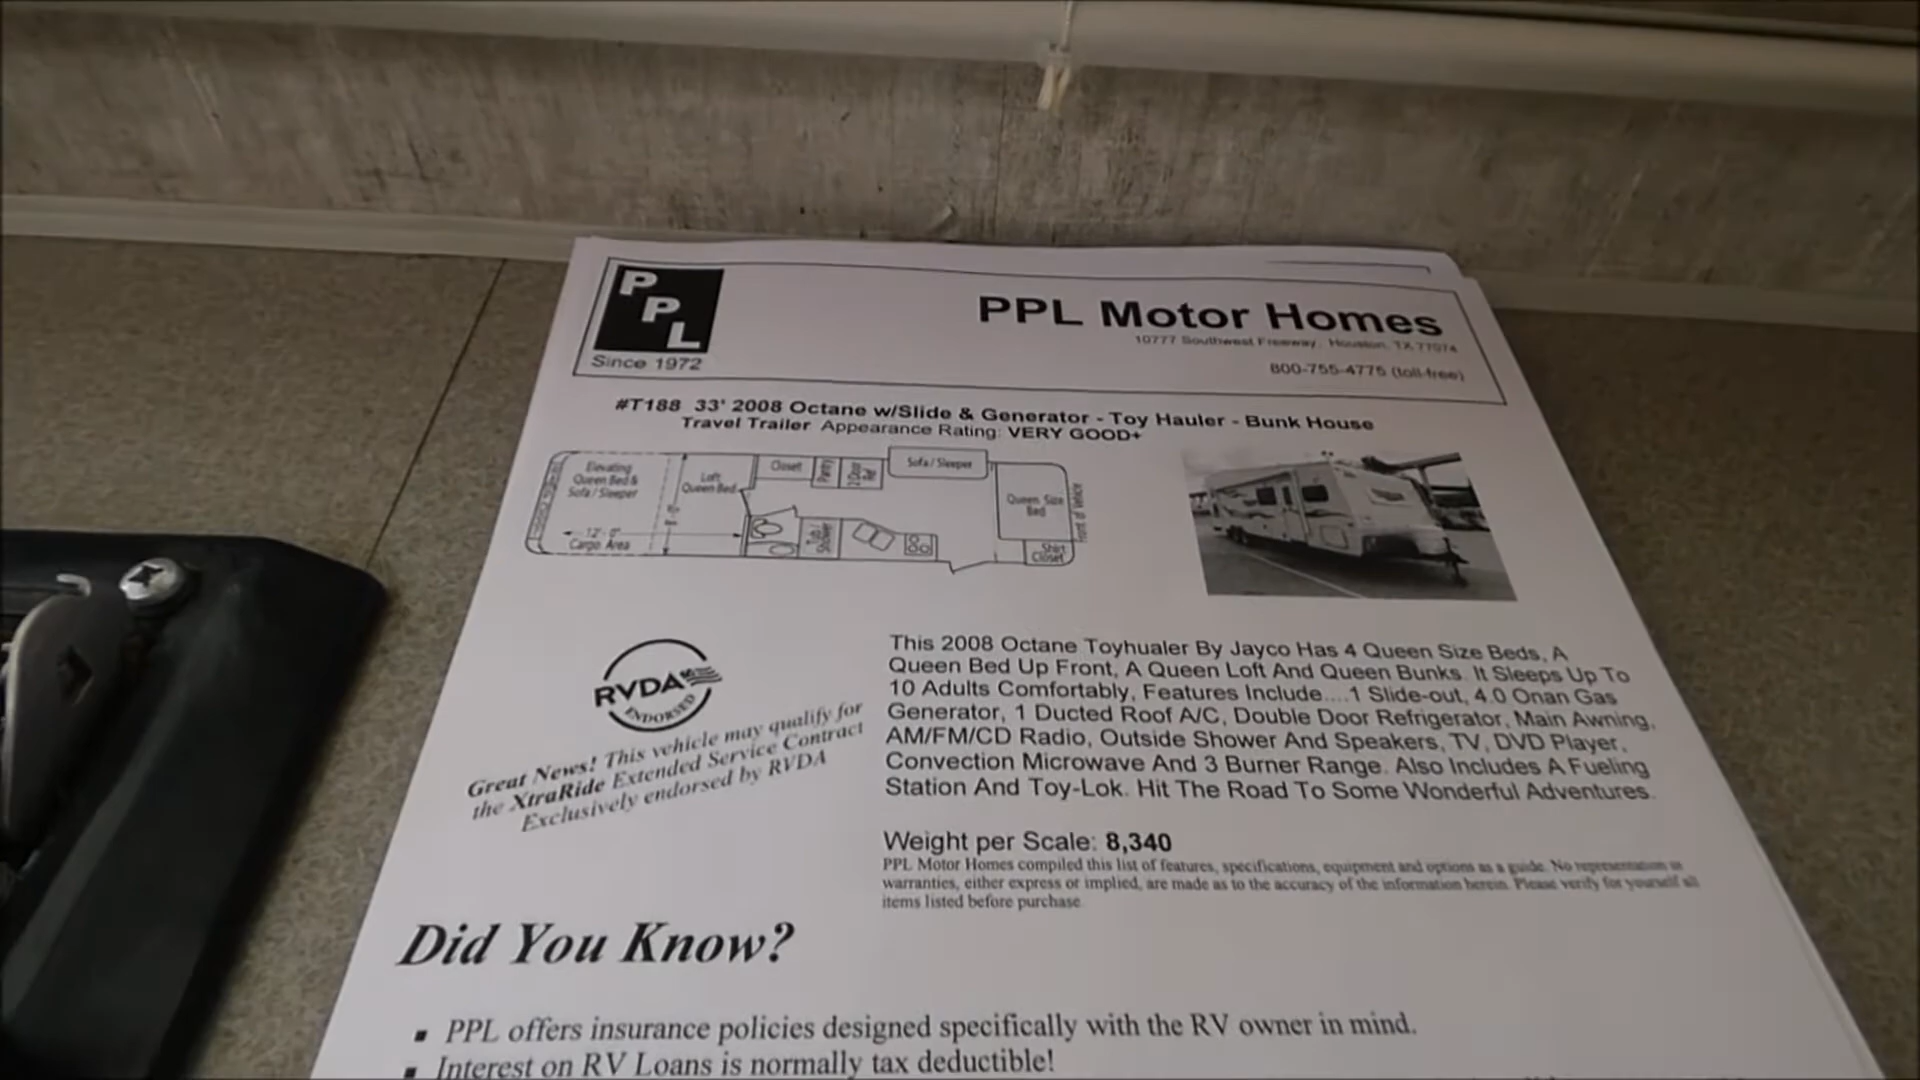 P
P
L
Since 1972
PPL Motor Homes
10777 Southwest Freeway, Houston, TX 77074
800-755-4775 (toll-free)
#T188 33' 2008 Octane w/Slide & Generator - Toy Hauler - Bunk House
Travel Trailer Appearance Rating: VERY GOOD+
Elevating
Queen Bed &
Sofa / Sleeper
12' - 0"
Cargo Area
Loft
Queen Bed
Closet
Pantry
2 Door
Ref
Sofa / Sleeper
Tub /
Shower
Queen Size
Bed
Shirt
Closet
Front of Vehicle
RVDA
ENDORSED
Great News! This vehicle may qualify for
the XtraRide Extended Service Contract
Exclusively endorsed by RVDA
This 2008 Octane Toyhualer By Jayco Has 4 Queen Size Beds, A
Queen Bed Up Front, A Queen Loft And Queen Bunks. It Sleeps Up To
10 Adults Comfortably, Features Include....1 Slide-out, 4.0 Onan Gas
Generator, 1 Ducted Roof A/C, Double Door Refrigerator, Main Awning,
AM/FM/CD Radio, Outside Shower And Speakers, TV, DVD Player,
Convection Microwave And 3 Burner Range. Also Includes A Fueling
Station And Toy-Lok. Hit The Road To Some Wonderful Adventures.
Weight per Scale: 8,340
PPL Motor Homes compiled this list of features, specifications, equipment and options as a guide. No representation or
warranties, either express or implied, are made as to the accuracy of the information herein. Please verify for yourself all
items listed before purchase.
Did You Know?
▪ PPL offers insurance policies designed specifically with the RV owner in mind.
▪ Interest on RV Loans is normally tax deductible!